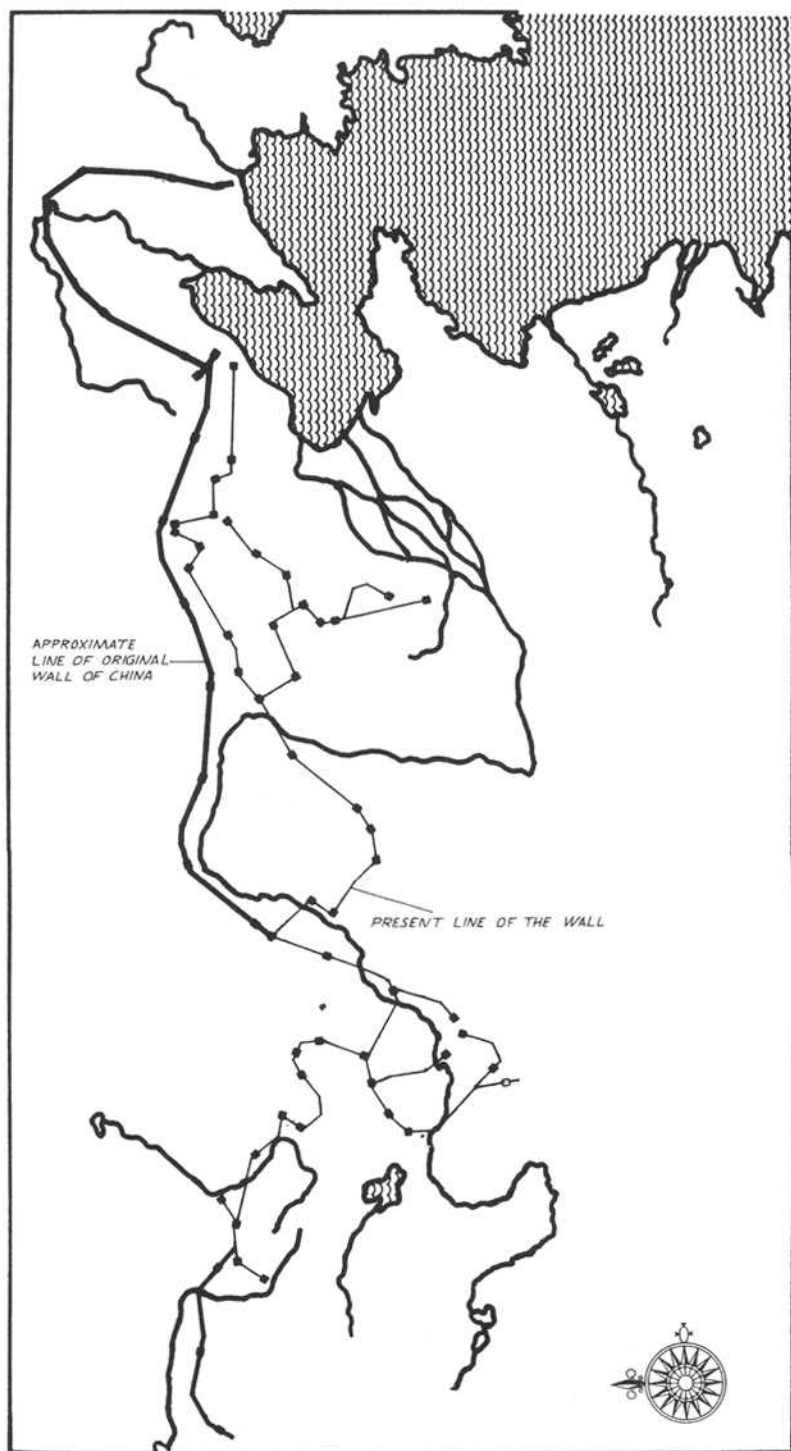 APPROXIMATE
LINE OF ORIGINAL
WALL OF CHINA
PRESENT LINE OF THE WALL